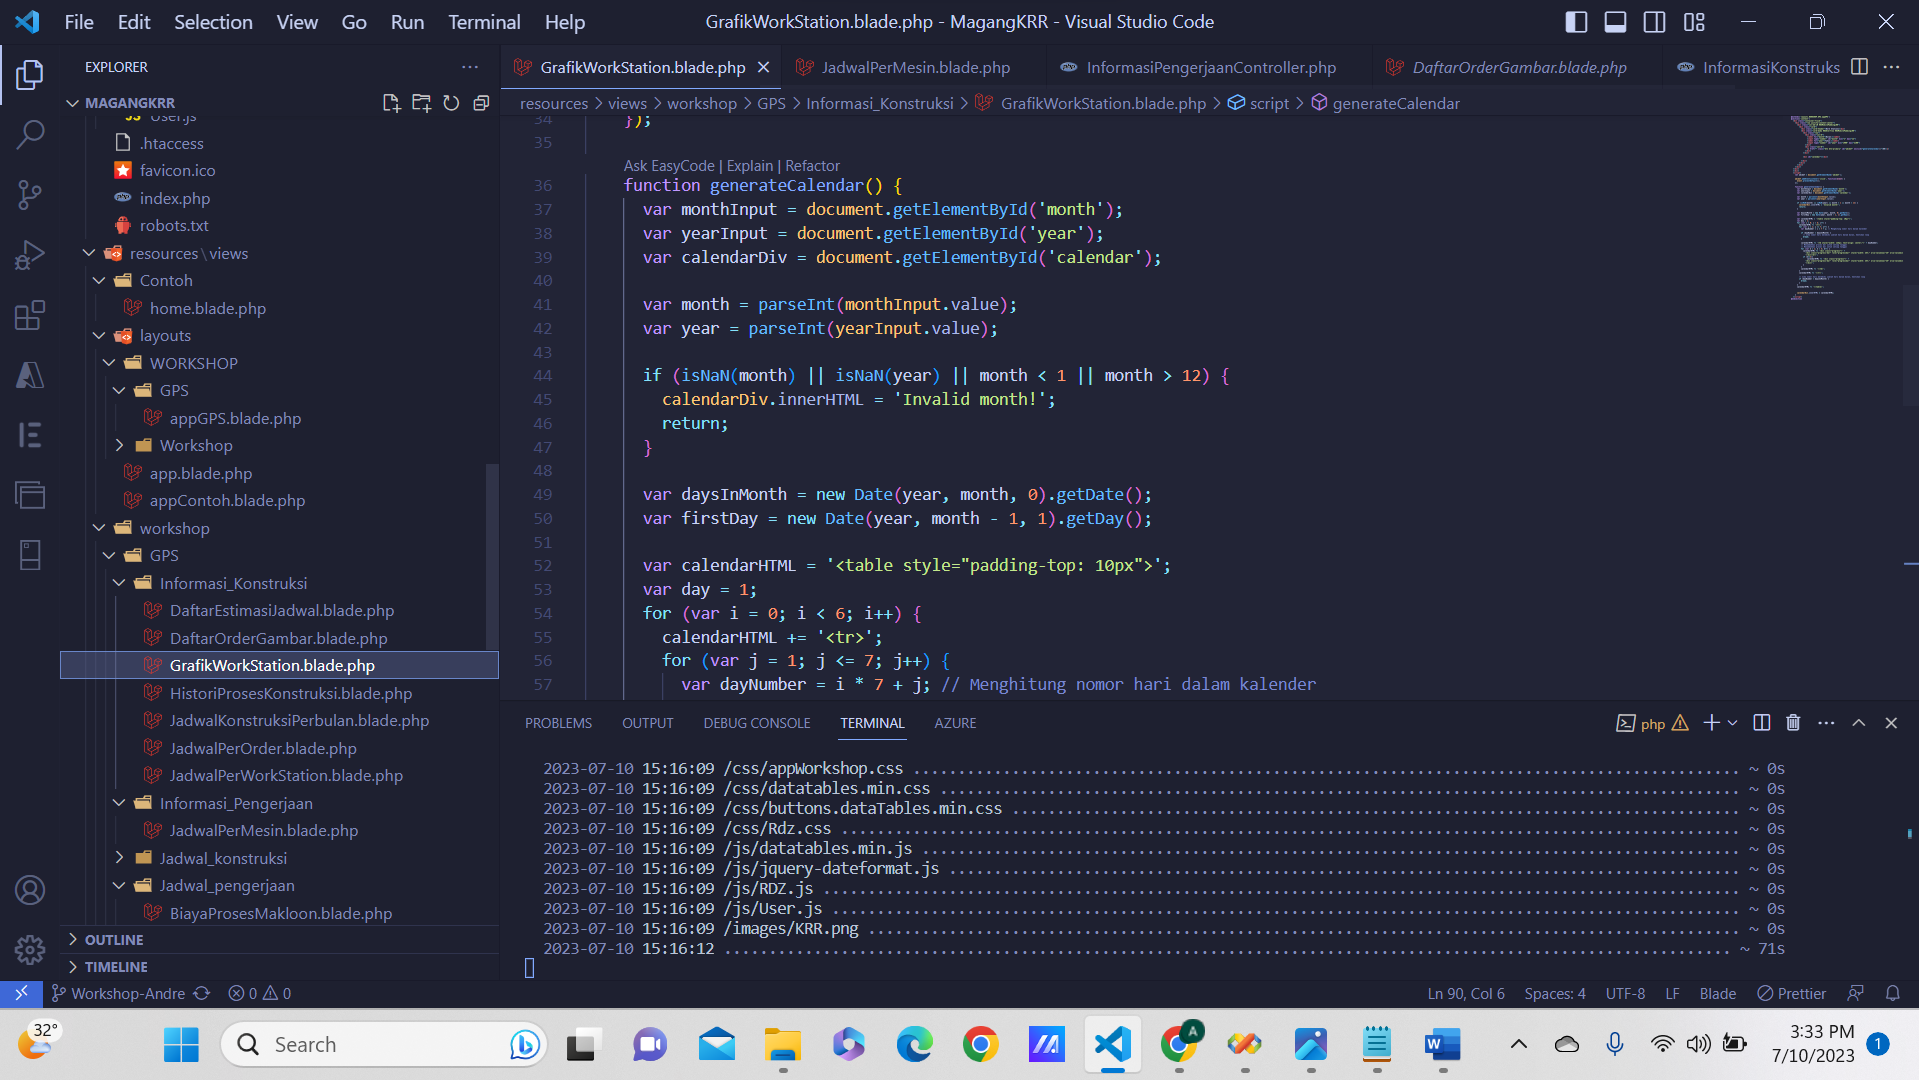 File Edit Selection View Go Run Terminal Help
GrafikWorkStation.blade.php - MagangKRR - Visual Studio Code
EXPLORER
MAGANGKRR
User.js
.htaccess
favicon.ico
index.php
robots.txt
resources\views
Contoh
home.blade.php
layouts
WORKSHOP
GPS
appGPS.blade.php
Workshop
app.blade.php
appContoh.blade.php
workshop
GPS
Informasi_Konstruksi
DaftarEstimasiJadwal.blade.php
DaftarOrderGambar.blade.php
GrafikWorkStation.blade.php
HistoriProsesKonstruksi.blade.php
JadwalKonstruksiPerbulan.blade.php
JadwalPerOrder.blade.php
JadwalPerWorkStation.blade.php
Informasi_Pengerjaan
JadwalPerMesin.blade.php
Jadwal_konstruksi
Jadwal_pengerjaan
BiayaProsesMakloon.blade.php
OUTLINE
TIMELINE
GrafikWorkStation.blade.php JadwalPerMesin.blade.php InformasiPengerjaanController.php DaftarOrderGambar.blade.php InformasiKonstruks
resources > views > workshop > GPS > Informasi_Konstruksi > GrafikWorkStation.blade.php > script > generateCalendar
34 });
35
Ask EasyCode | Explain | Refactor
36 function generateCalendar() {
37 var monthInput = document.getElementById('month');
38 var yearInput = document.getElementById('year');
39 var calendarDiv = document.getElementById('calendar');
40
41 var month = parseInt(monthInput.value);
42 var year = parseInt(yearInput.value);
43
44 if (isNaN(month) || isNaN(year) || month < 1 || month > 12) {
45 calendarDiv.innerHTML = 'Invalid month!';
46 return;
47 }
48
49 var daysInMonth = new Date(year, month, 0).getDate();
50 var firstDay = new Date(year, month - 1, 1).getDay();
51
52 var calendarHTML = '<table style="padding-top: 10px">';
53 var day = 1;
54 for (var i = 0; i < 6; i++) {
55 calendarHTML += '<tr>';
56 for (var j = 1; j <= 7; j++) {
57 var dayNumber = i * 7 + j; // Menghitung nomor hari dalam kalender
PROBLEMS OUTPUT DEBUG CONSOLE TERMINAL AZURE
php
2023-07-10 15:16:09 /css/appWorkshop.css ~ 0s
2023-07-10 15:16:09 /css/datatables.min.css ~ 0s
2023-07-10 15:16:09 /css/buttons.dataTables.min.css ~ 0s
2023-07-10 15:16:09 /css/Rdz.css ~ 0s
2023-07-10 15:16:09 /js/datatables.min.js ~ 0s
2023-07-10 15:16:09 /js/jquery-dateformat.js ~ 0s
2023-07-10 15:16:09 /js/RDZ.js ~ 0s
2023-07-10 15:16:09 /js/User.js ~ 0s
2023-07-10 15:16:09 /images/KRR.png ~ 0s
2023-07-10 15:16:12 ~ 71s
Workshop-Andre 0 0
Ln 90, Col 6 Spaces: 4 UTF-8 LF Blade Prettier
32°
Search
A
3:33 PM
7/10/2023
1